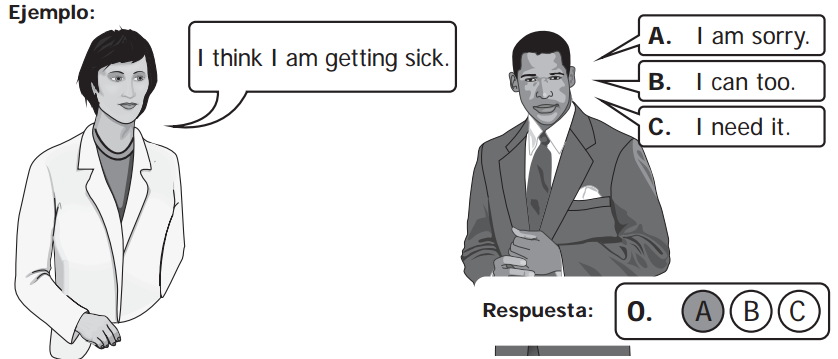 Ejemplo:
I think I am getting sick.
A. I am sorry.
B. I can too.
C. I need it.
Respuesta: 0. A B C